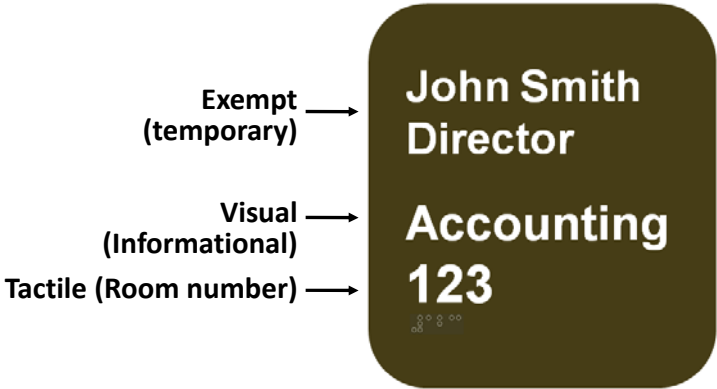 Exempt
(temporary)
Visual
(Informational)
Tactile (Room number)
John Smith
Director
Accounting
123
⠼⠁⠃⠉